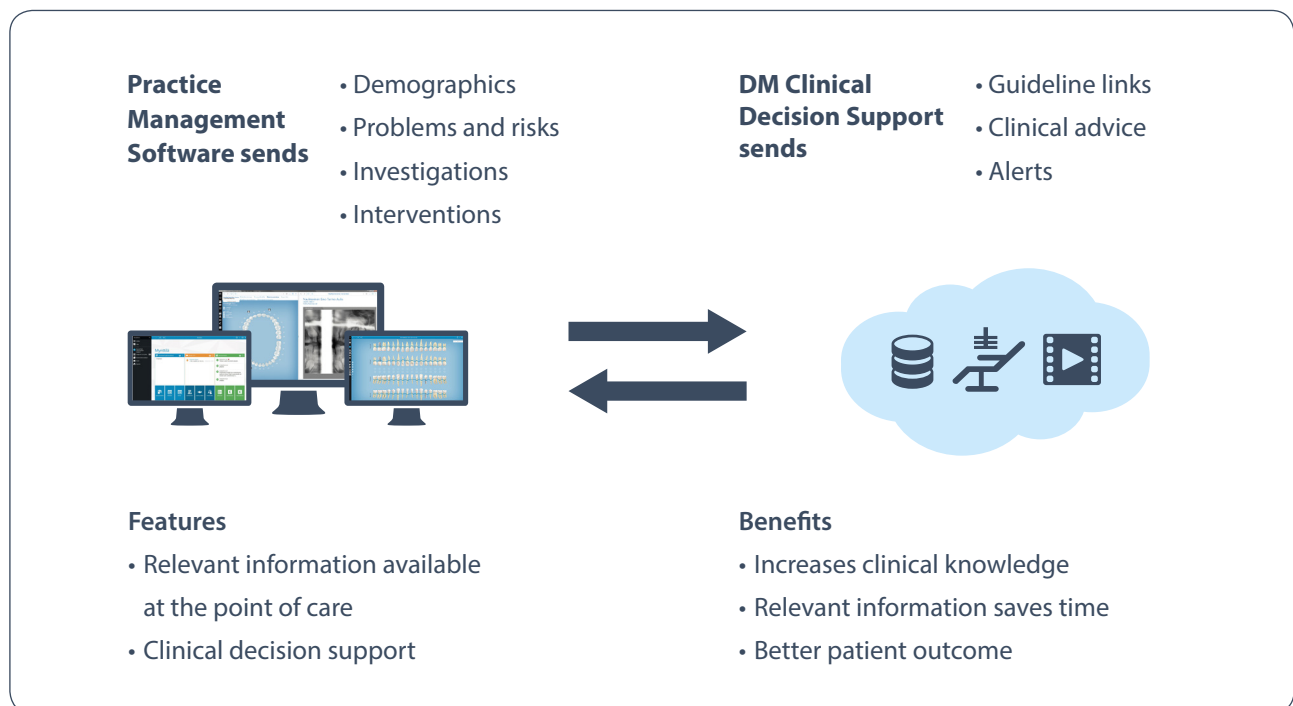 Practice
Management
Software sends
• Demographics
• Problems and risks
• Investigations
• Interventions
DM Clinical
Decision Support
sends
• Guideline links
• Clinical advice
• Alerts
Features
• Relevant information available
at the point of care
• Clinical decision support
Benefits
• Increases clinical knowledge
• Relevant information saves time
• Better patient outcome